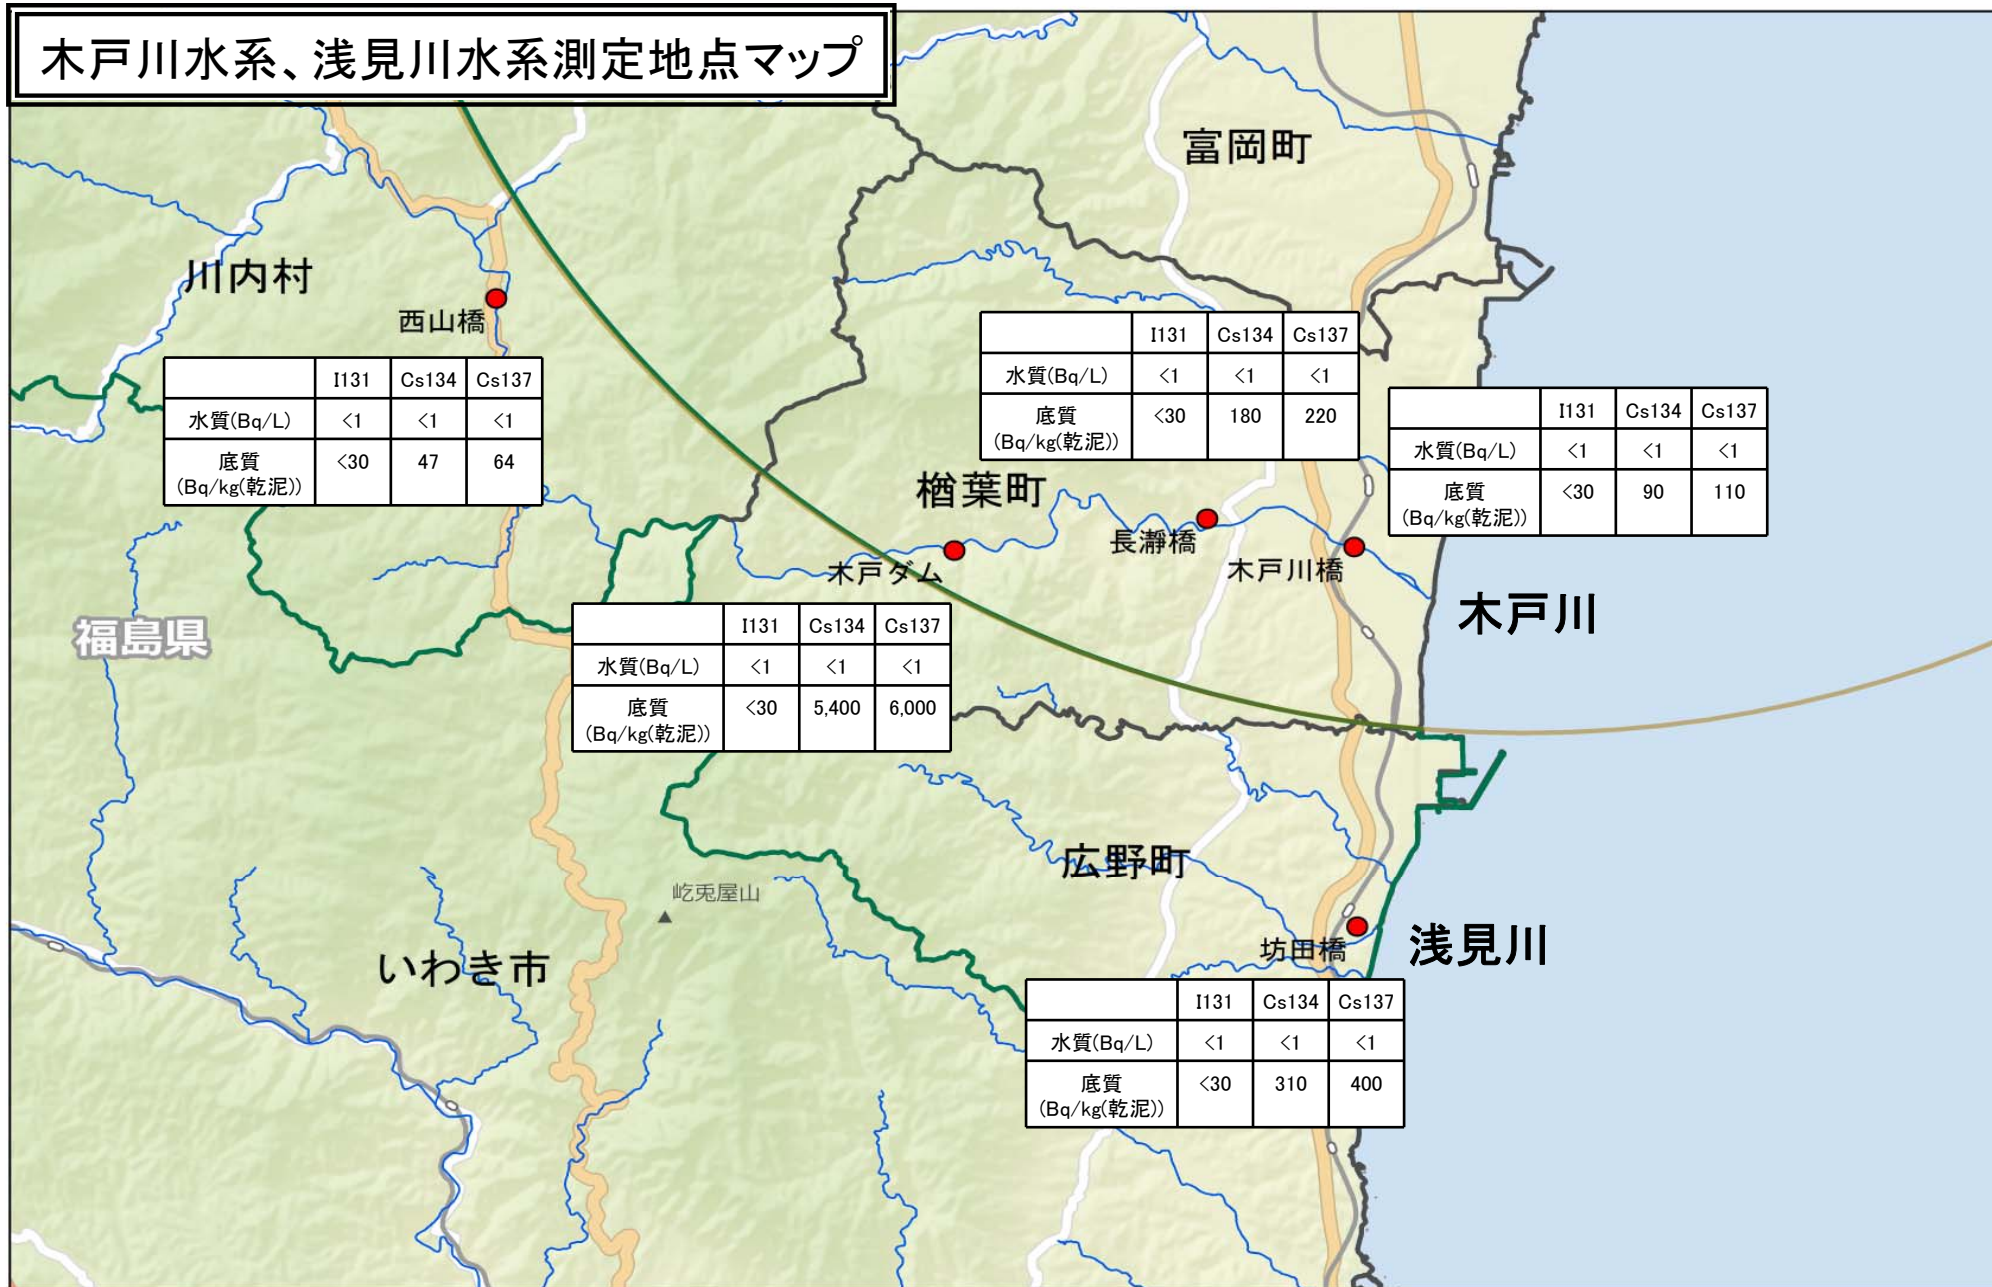 木戸川水系、浅見川水系測定地点マップ
富岡町
川内村
西山橋
I131 Cs134 Cs137
水質(Bq/L) <1 <1 <1
底質
(Bq/kg(乾泥)) <30 180 220
I131 Cs134 Cs137
水質(Bq/L) <1 <1 <1
底質
(Bq/kg(乾泥)) <30 47 64
I131 Cs134 Cs137
水質(Bq/L) <1 <1 <1
底質
(Bq/kg(乾泥)) <30 90 110
楢葉町
長瀞橋
木戸ダム
木戸川橋
木戸川
福島県
I131 Cs134 Cs137
水質(Bq/L) <1 <1 <1
底質
(Bq/kg(乾泥)) <30 5,400 6,000
広野町
屹兎屋山
坊田橋
浅見川
いわき市
I131 Cs134 Cs137
水質(Bq/L) <1 <1 <1
底質
(Bq/kg(乾泥)) <30 310 400